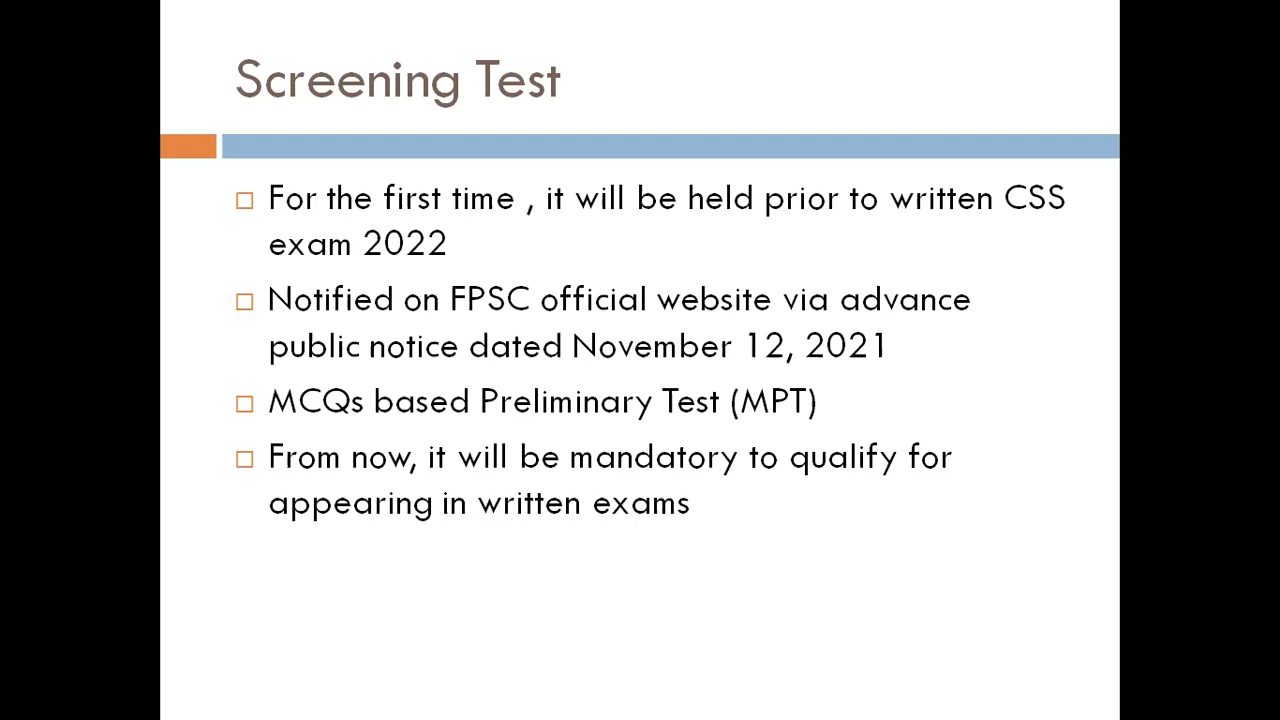 Screening Test
For the first time , it will be held prior to written CSS
exam 2022
Notified on FPSC official website via advance
public notice dated November 12, 2021
MCQs based Preliminary Test (MPT)
From now, it will be mandatory to qualify for
appearing in written exams